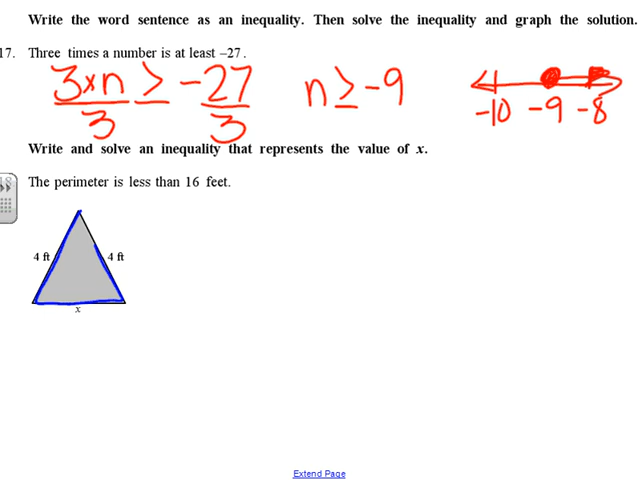 Write the word sentence as an inequality. Then solve the inequality and graph the solution.
17. Three times a number is at least –27.
3×n ≥ -27 n ≥ -9
3 3
-10 -9 -8
Write and solve an inequality that represents the value of x.
18
The perimeter is less than 16 feet.
4 ft 4 ft
x
Extend Page